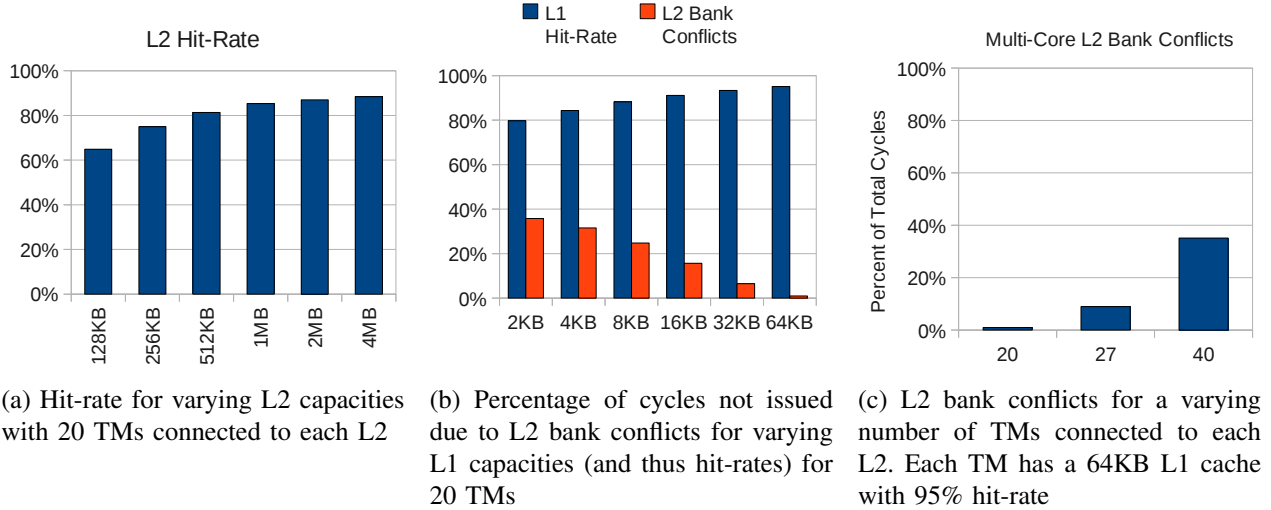 L2 Hit-Rate
100%
80%
60%
40%
20%
0%
128KB
256KB
512KB
1MB
2MB
4MB
(a) Hit-rate for varying L2 capacities
with 20 TMs connected to each L2
L1
Hit-Rate
L2 Bank
Conflicts
100%
80%
60%
40%
20%
0%
2KB 4KB 8KB 16KB 32KB 64KB
(b) Percentage of cycles not issued
due to L2 bank conflicts for varying
L1 capacities (and thus hit-rates) for
20 TMs
Multi-Core L2 Bank Conflicts
Percent of Total Cycles
100%
80%
60%
40%
20%
0%
20 27 40
(c) L2 bank conflicts for a varying
number of TMs connected to each
L2. Each TM has a 64KB L1 cache
with 95% hit-rate